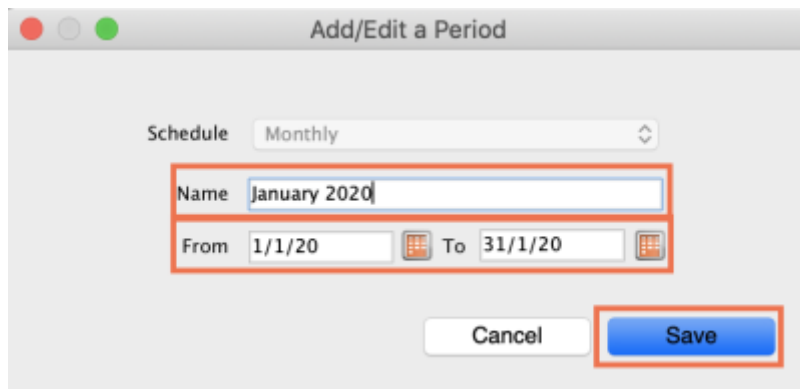 Add/Edit a Period
Schedule Monthly
Name January 2020
From 1/1/20 To 31/1/20
Cancel Save